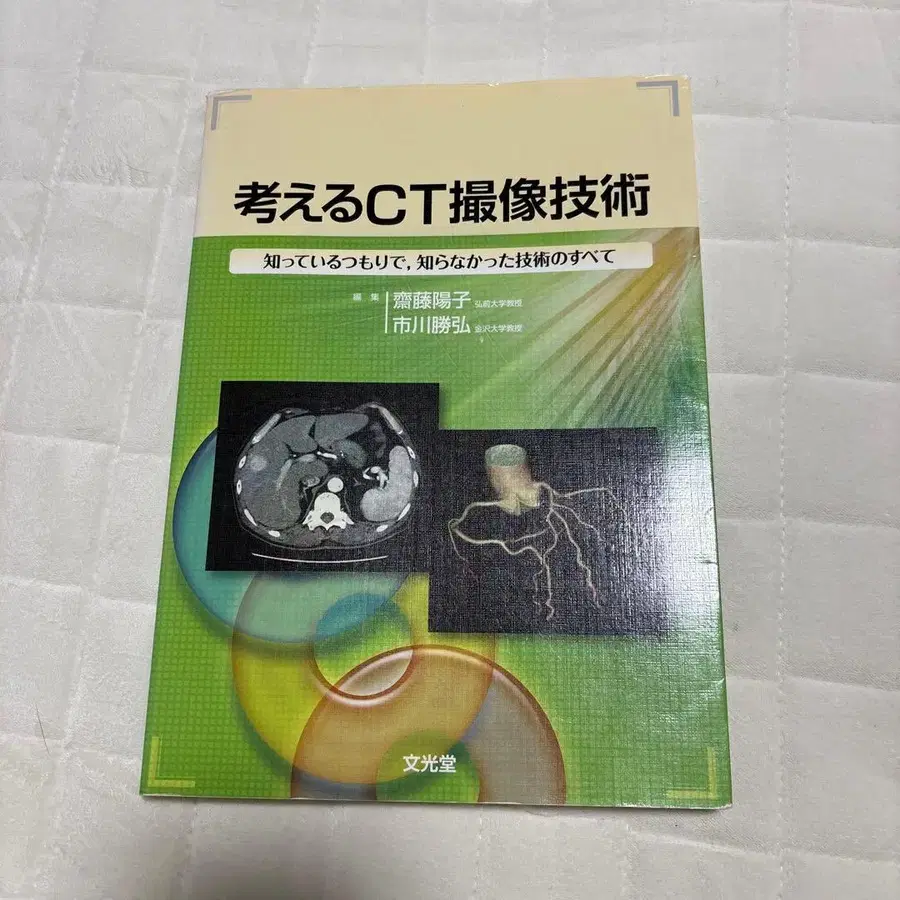 考えるCT撮像技術
知っているつもりで，知らなかった技術のすべて
編集 齋藤陽子 弘前大学教授
市川勝弘 金沢大学教授
文光堂